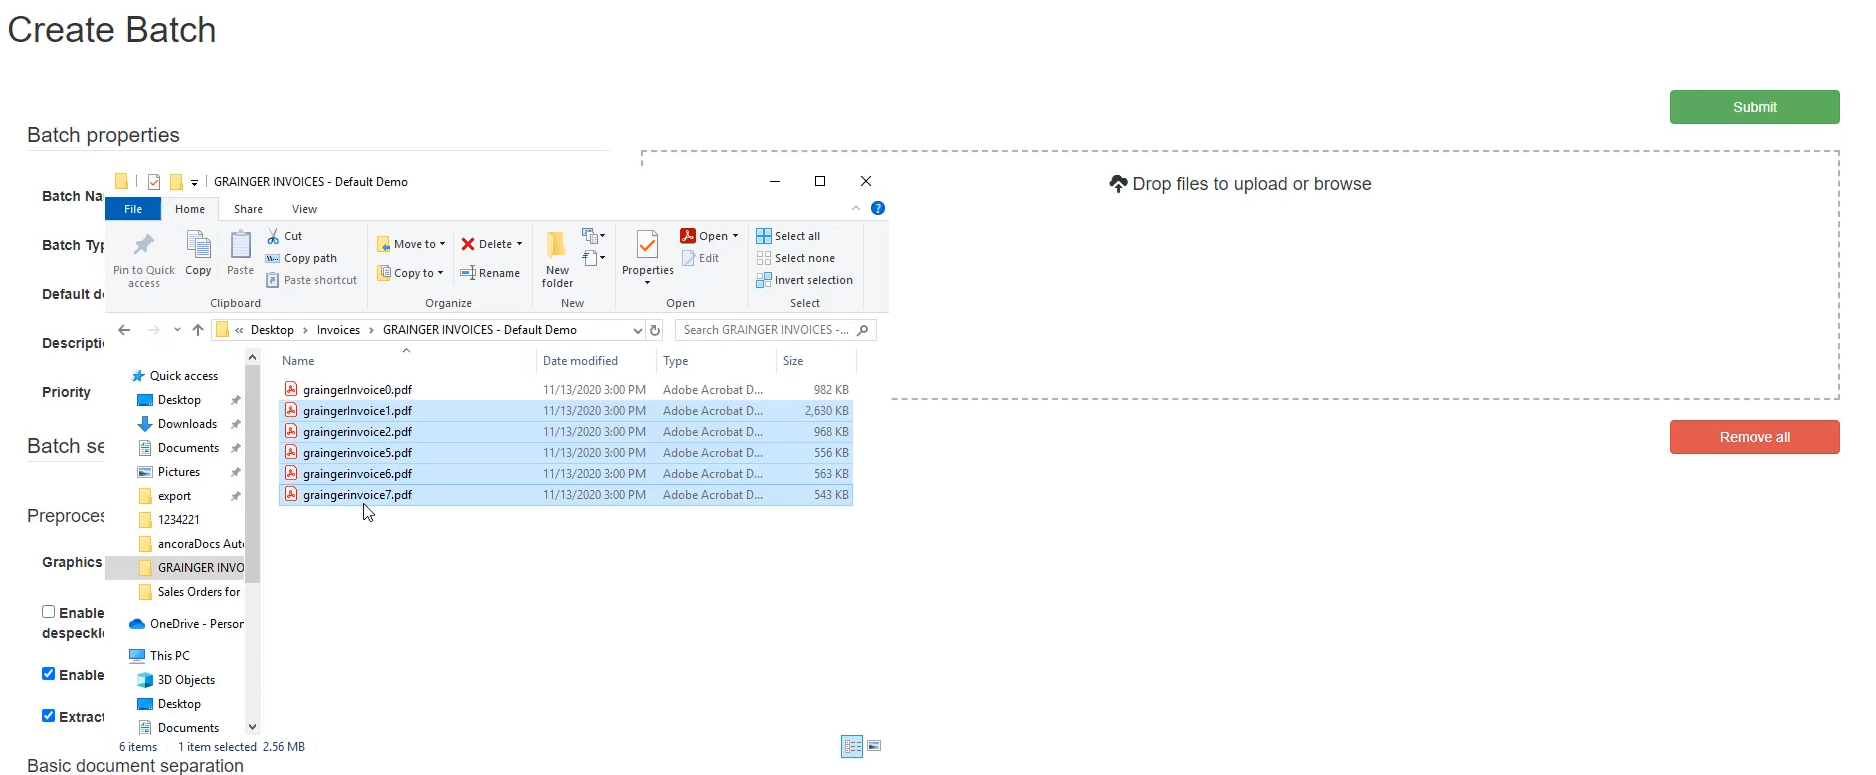 Create Batch
Submit
Batch properties
GRAINGER INVOICES - Default Demo
Drop files to upload or browse
Batch Na
File Home Share View
Batch Typ
Pin to Quick access
Copy
Paste
Cut
Copy path
Paste shortcut
Clipboard
Move to
Copy to
Delete
Rename
Organize
New folder
New
Properties
Open
Edit
Open
Select all
Select none
Invert selection
Select
Default d
« Desktop > Invoices > GRAINGER INVOICES - Default Demo
Search GRAINGER INVOICES -...
Descripti
Priority
Batch se
Preproces
Graphics
Enable
despeckl
Enable
Extract
Quick access
Desktop
Downloads
Documents
Pictures
export
1234221
ancoraDocs Aut
GRAINGER INVO
Sales Orders for
OneDrive - Person
This PC
3D Objects
Desktop
Documents
Name Date modified Type Size
graingerInvoice0.pdf 11/13/2020 3:00 PM Adobe Acrobat D... 982 KB
graingerInvoice1.pdf 11/13/2020 3:00 PM Adobe Acrobat D... 2,630 KB
graingerinvoice2.pdf 11/13/2020 3:00 PM Adobe Acrobat D... 968 KB
graingerinvoice5.pdf 11/13/2020 3:00 PM Adobe Acrobat D... 556 KB
graingerinvoice6.pdf 11/13/2020 3:00 PM Adobe Acrobat D... 563 KB
graingerinvoice7.pdf 11/13/2020 3:00 PM Adobe Acrobat D... 543 KB
Remove all
6 items 1 item selected 2.56 MB
Basic document separation